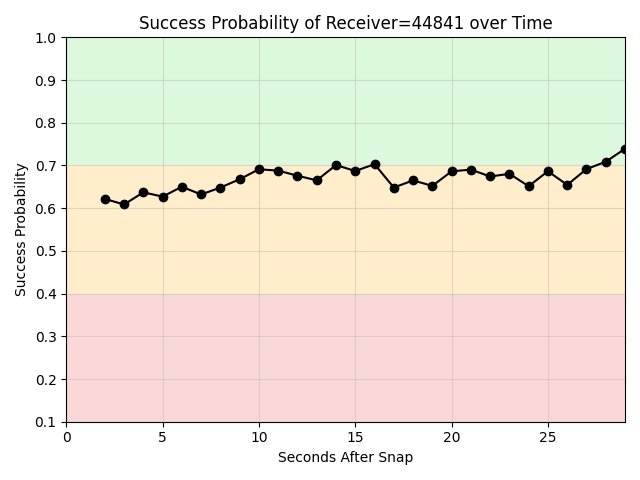 Success Probability of Receiver=44841 over Time
1.0
0.9
0.8
0.7
0.6
0.5
0.4
0.3
0.2
0.1
Success Probability
0 5 10 15 20 25
Seconds After Snap